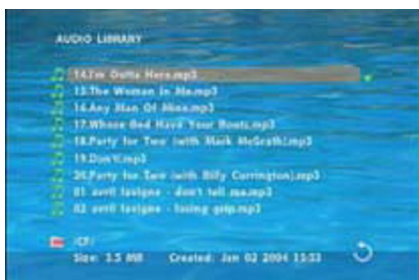 AUDIO LIBRARY
14.I'm Outta Here.mp3
15.The Woman In Me.mp3
16.Any Man Of Mine.mp3
17.Whose Bed Have Your Boots.mp3
18.Party for Two (with Mark McGrath).mp3
19.Don't!.mp3
20.Party for Two (with Billy Currington).mp3
01 avril lavigne - don't tell me.mp3
02 avril lavigne - losing grip.mp3
/CF/
Size: 3.5 MB Created: Jan 02 2004 13:53